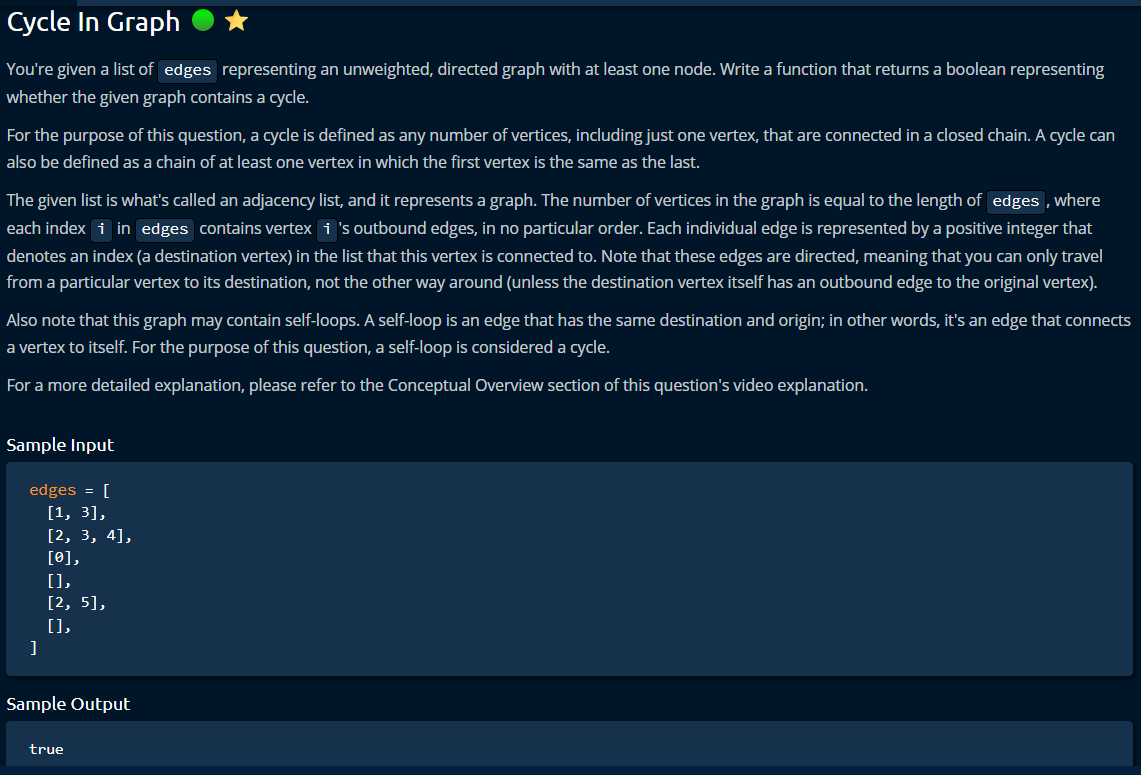 Cycle In Graph
You're given a list of edges representing an unweighted, directed graph with at least one node. Write a function that returns a boolean representing
whether the given graph contains a cycle.
For the purpose of this question, a cycle is defined as any number of vertices, including just one vertex, that are connected in a closed chain. A cycle can
also be defined as a chain of at least one vertex in which the first vertex is the same as the last.
The given list is what's called an adjacency list, and it represents a graph. The number of vertices in the graph is equal to the length of edges, where
each index i in edges contains vertex i's outbound edges, in no particular order. Each individual edge is represented by a positive integer that
denotes an index (a destination vertex) in the list that this vertex is connected to. Note that these edges are directed, meaning that you can only travel
from a particular vertex to its destination, not the other way around (unless the destination vertex itself has an outbound edge to the original vertex).
Also note that this graph may contain self-loops. A self-loop is an edge that has the same destination and origin; in other words, it's an edge that connects
a vertex to itself. For the purpose of this question, a self-loop is considered a cycle.
For a more detailed explanation, please refer to the Conceptual Overview section of this question's video explanation.
Sample Input
edges = [
[1, 3],
[2, 3, 4],
[0],
[],
[2, 5],
[],
]
Sample Output
true